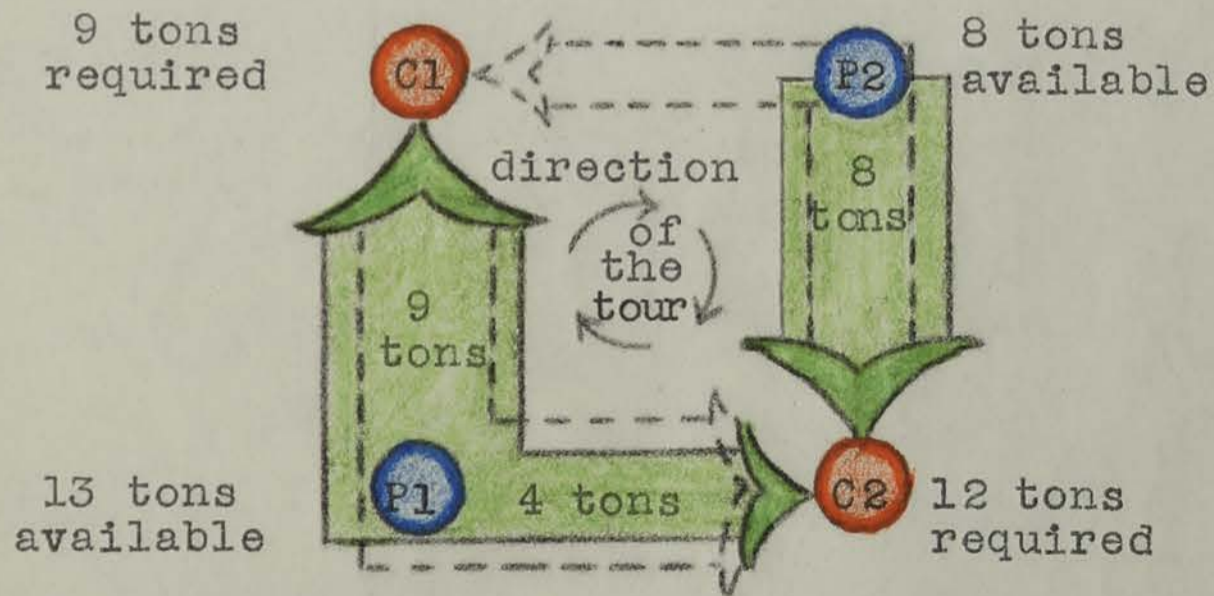 9 tons
required
C1
P2
8 tons
available
direction
of
the
tour
8
tons
9
tons
13 tons
available
P1
4 tons
C2
12 tons
required